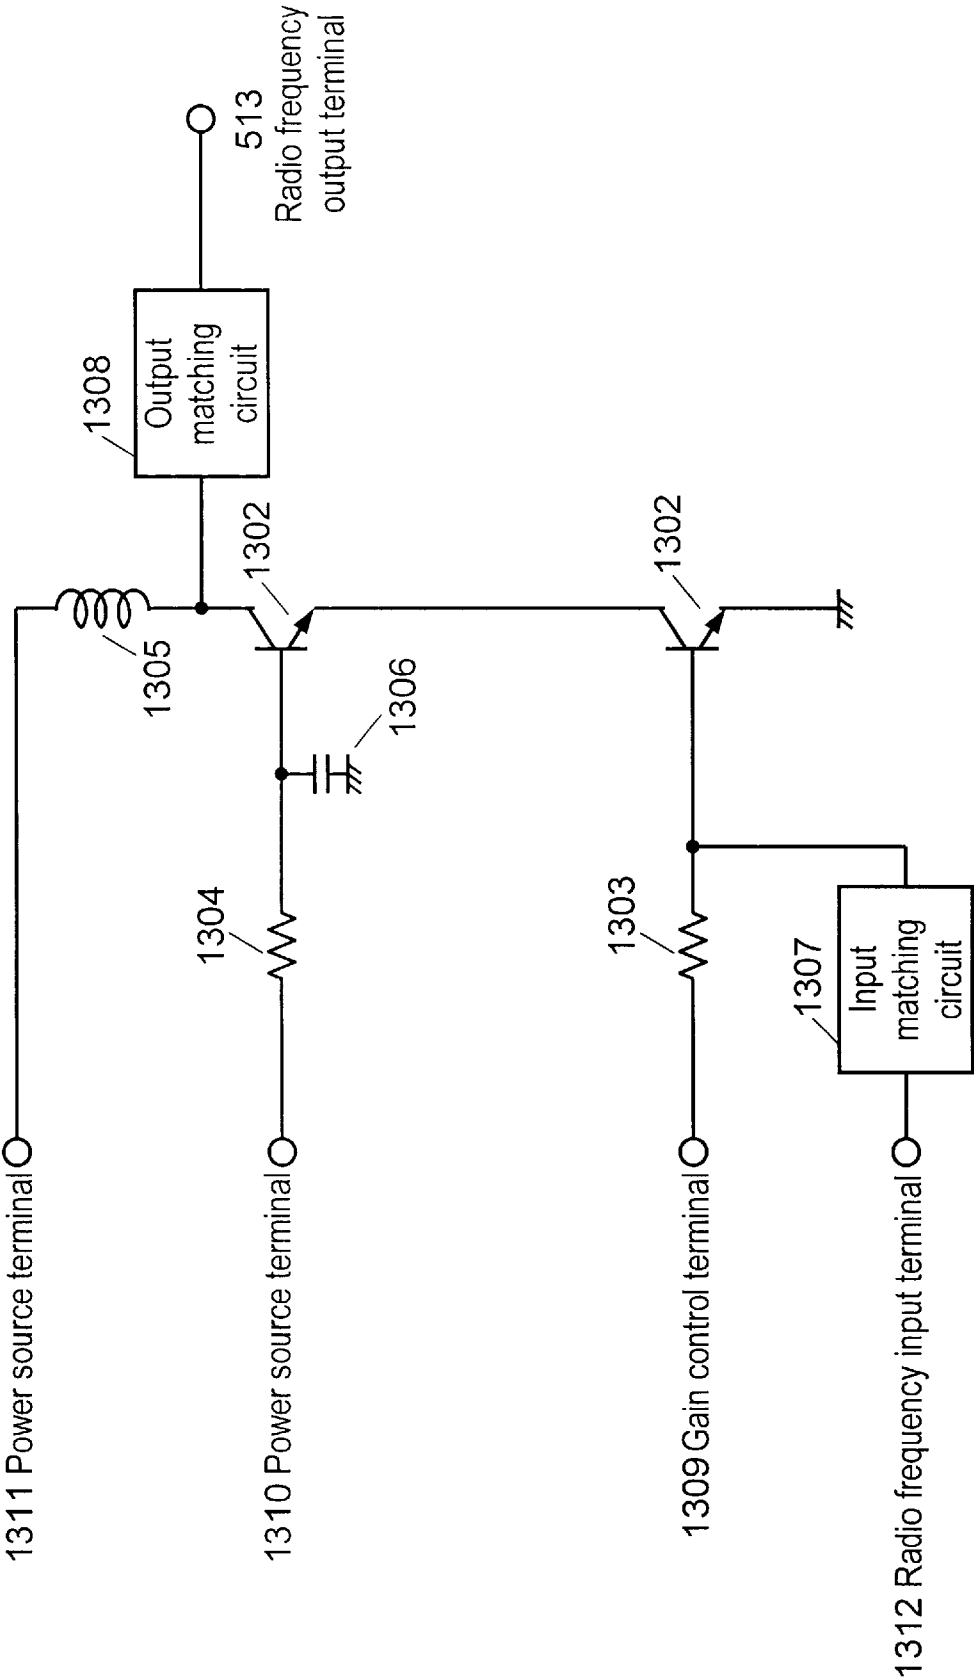 1311 Power source terminal
1305
1308
Output
matching
circuit
513
Radio frequency
output terminal
1302
1310 Power source terminal
1304
1306
1302
1309 Gain control terminal
1303
1307
Input
matching
circuit
1312 Radio frequency input terminal